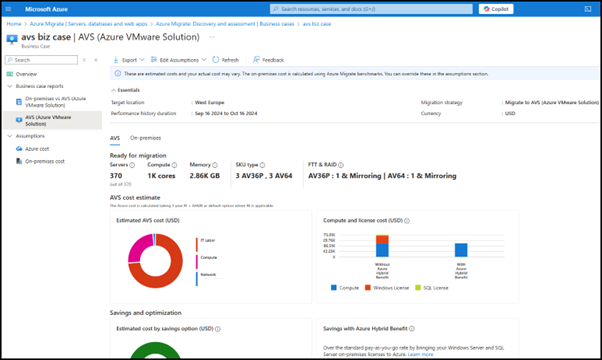 Microsoft Azure
Search resources, services, and docs (G+/)
Copilot
Home > Azure Migrate | Servers, databases and web apps > Azure Migrate: Discovery and assessment | Business cases > avs biz case
avs biz case | AVS (Azure VMware Solution) ...
Business Case
Search
Export
Edit Assumptions
Refresh
Feedback
Overview
Business case reports
On-premises vs AVS (Azure
VMware Solution)
AVS (Azure VMware
Solution)
Assumptions
Azure cost
On-premises cost
These are estimated costs and your actual cost may vary. The on-premises cost is calculated using Azure Migrate benchmarks. You can override these in the assumptions section.
Essentials
Target location : West Europe
Migration strategy : Migrate to AVS (Azure VMware Solution)
Performance history duration : Sep 16 2024 to Oct 16 2024
Currency : USD
AVS On-premises
Ready for migration
Servers Compute Memory SKU type FTT & RAID
370 1K cores 2.86K GB 3 AV36P , 3 AV64 AV36P : 1 & Mirroring | AV64 : 1 & Mirroring
out of 370
AVS cost estimate
Estimated AVS cost (USD)
IT Labor
Compute
Network
Compute and license cost (USD)
Without
Azure
Hybrid
Benefit
With
Azure
Hybrid
Benefit
Compute Windows License SQL License
Savings and optimization
Estimated cost by savings option (USD)
Savings with Azure Hybrid Benefit
Over the standard pay-as-you-go rate by bringing your Windows Server and SQL
Server on-premises licenses to Azure. Learn more